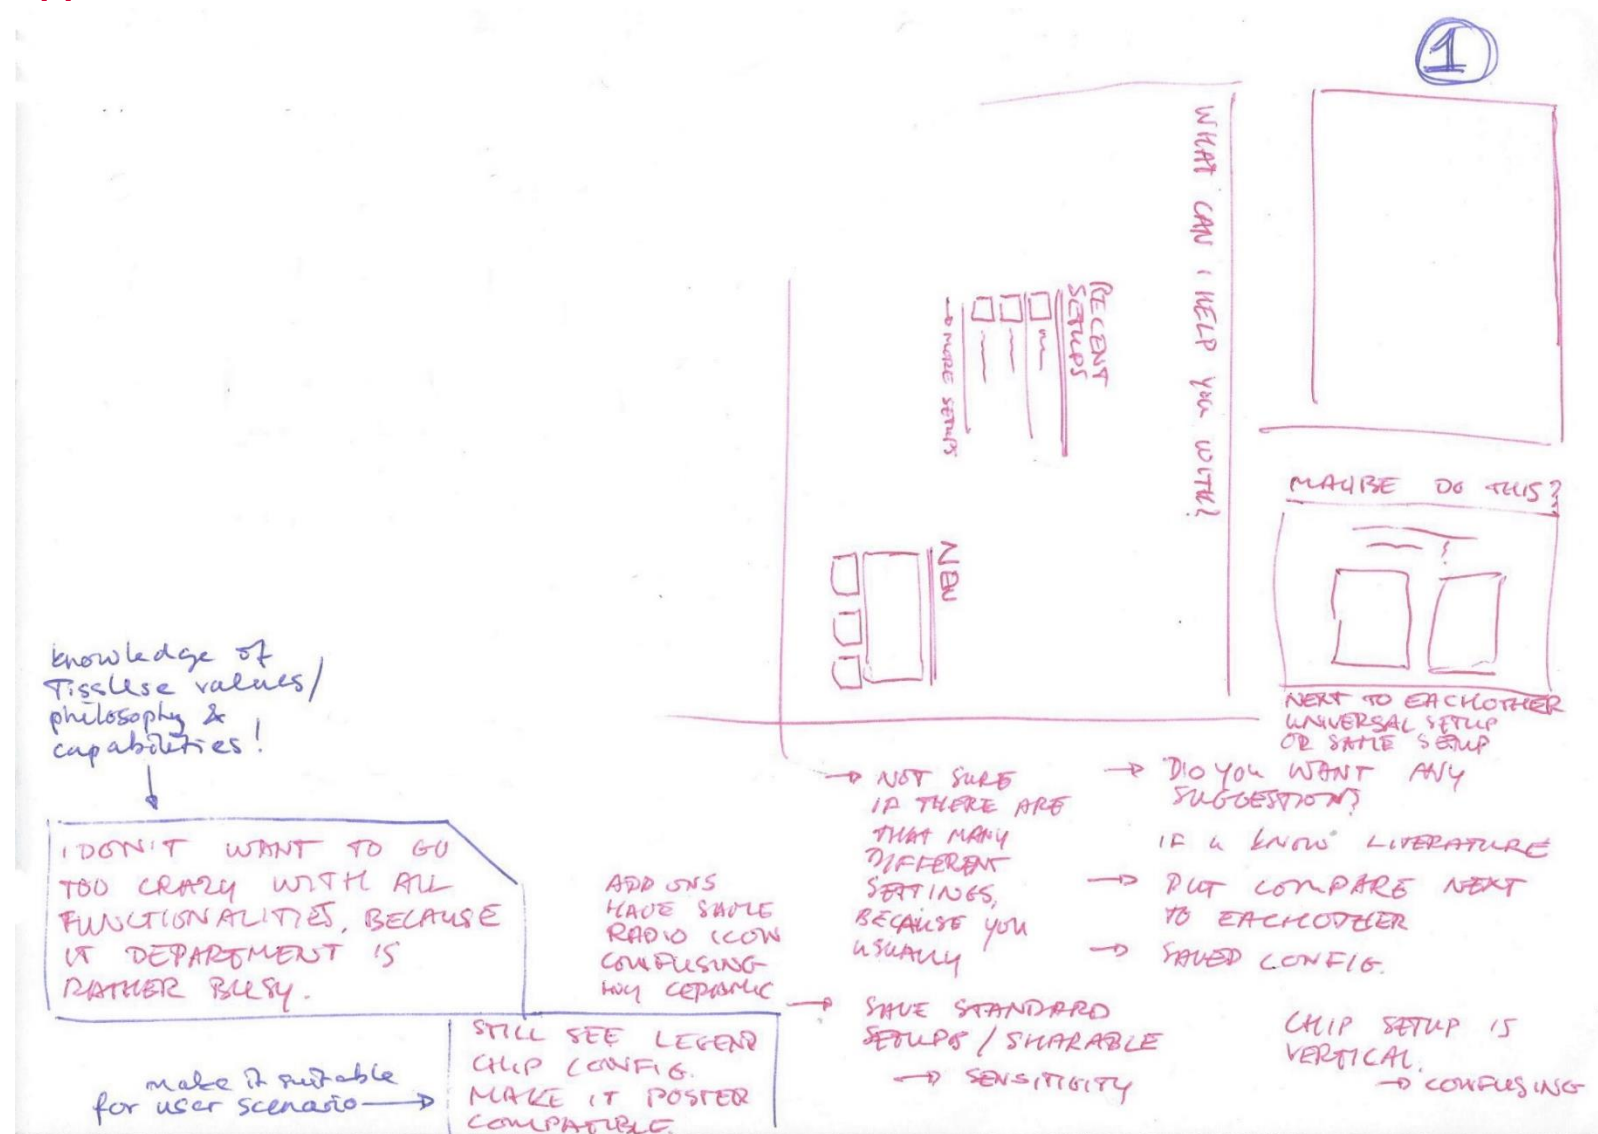 1
WHAT CAN I HELP YOU WITH?
RECENT
SETUPS
→ MORE SETUPS
NEW
MAYBE DO THIS?
NEXT TO EACHOTHER
UNIVERSAL SETUP
OR SAME SETUP
knowledge of
Tissuse values/
philosophy &
capabilities!
I DON'T WANT TO GO
TOO CRAZY WITH ALL
FUNCTIONALITIES, BECAUSE
IT DEPARTMENT IS
RATHER BUSY.
make it suitable
for user scenario →
STILL SEE LEGEND
CHIP CONFIG.
MAKE IT POSTER
COMPATIBLE.
ADD ONS
HAVE SAME
RADIO ICON
CONFUSING
WHY CERAMIC
→ NOT SURE
IF THERE ARE
THAT MANY
DIFFERENT
SETTINGS,
BECAUSE YOU
USUALLY
→ SAVE STANDARD
SETUPS / SHARABLE
→ SENSITIGITY
→ DO YOU WANT ANY
SUGGESTION?
IF U KNOW LITERATURE
→ PUT COMPARE NEXT
TO EACHOTHER
→ SAVED CONFIG.
CHIP SETUP IS
VERTICAL.
→ CONFUSING